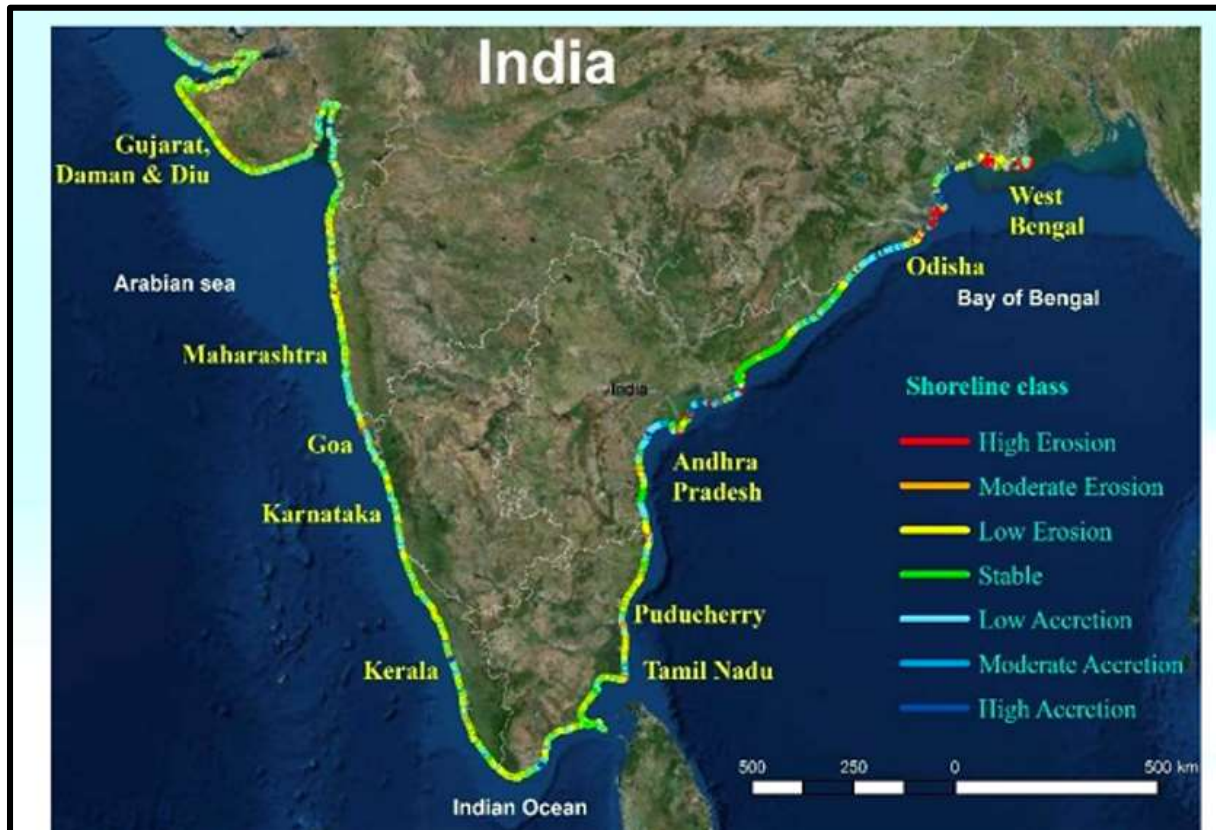 India
Gujarat,
Daman & Diu
West
Bengal
Odisha
Arabian sea
Bay of Bengal
Maharashtra
India
Shoreline class
High Erosion
Goa
Andhra
Pradesh
Moderate Erosion
Karnataka
Low Erosion
Stable
Puducherry
Low Accretion
Kerala
Tamil Nadu
Moderate Accretion
High Accretion
500 250 0 500 km
Indian Ocean